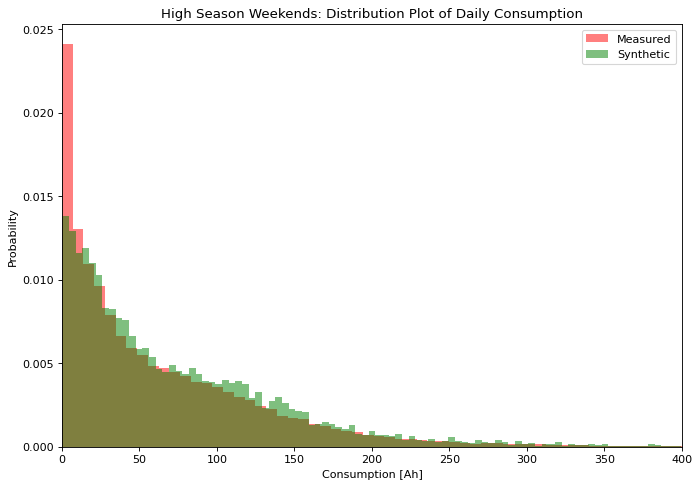 High Season Weekends: Distribution Plot of Daily Consumption
Measured
Synthetic
Probability
0.025
0.020
0.015
0.010
0.005
0.000
0 50 100 150 200 250 300 350 400
Consumption [Ah]